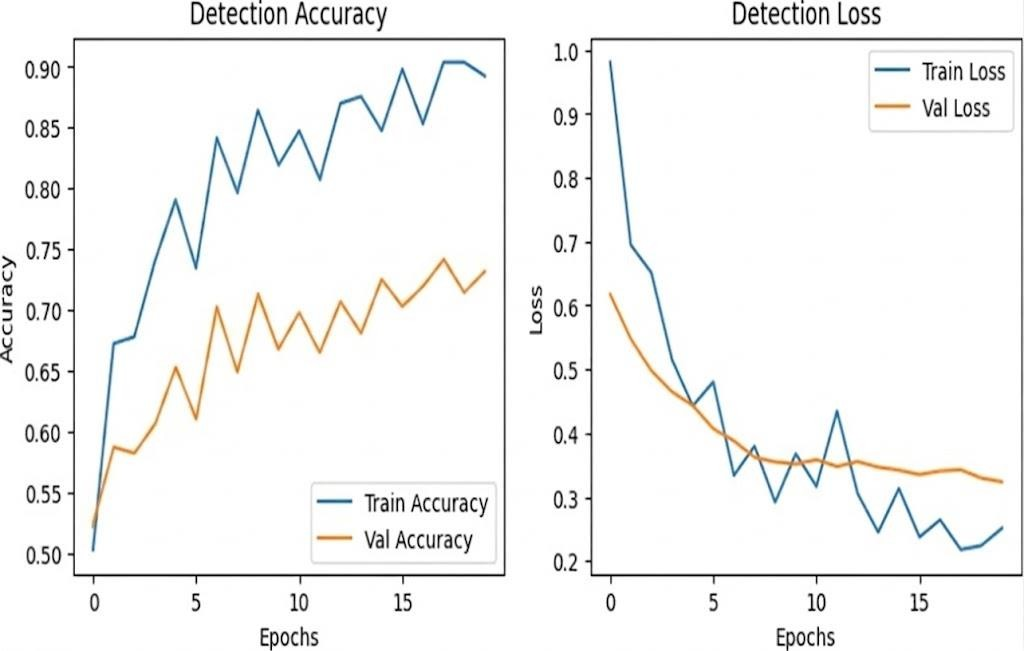 Detection Accuracy
Accuracy
0.90
0.85
0.80
0.75
0.70
0.65
0.60
0.55
0.50
Train Accuracy
Val Accuracy
0
5
10
15
Epochs
Detection Loss
Loss
1.0
0.9
0.8
0.7
0.6
0.5
0.4
0.3
0.2
Train Loss
Val Loss
0
5
10
15
Epochs